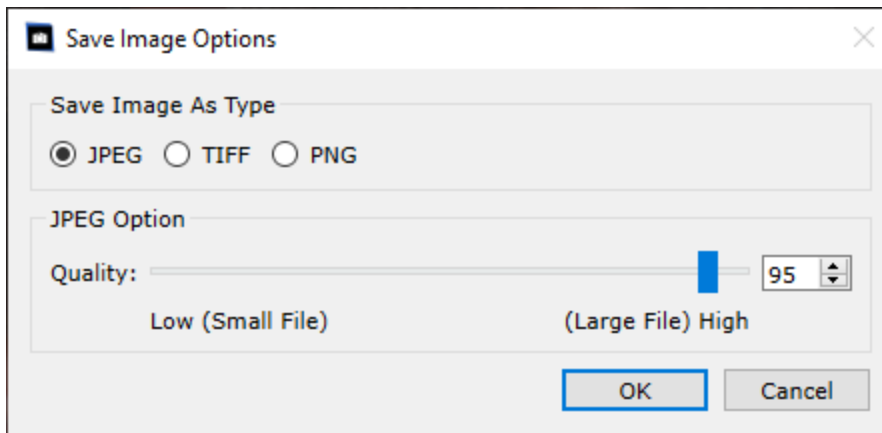 Save Image Options
Save Image As Type
JPEG TIFF PNG
JPEG Option
Quality: 95
Low (Small File) (Large File) High
OK Cancel